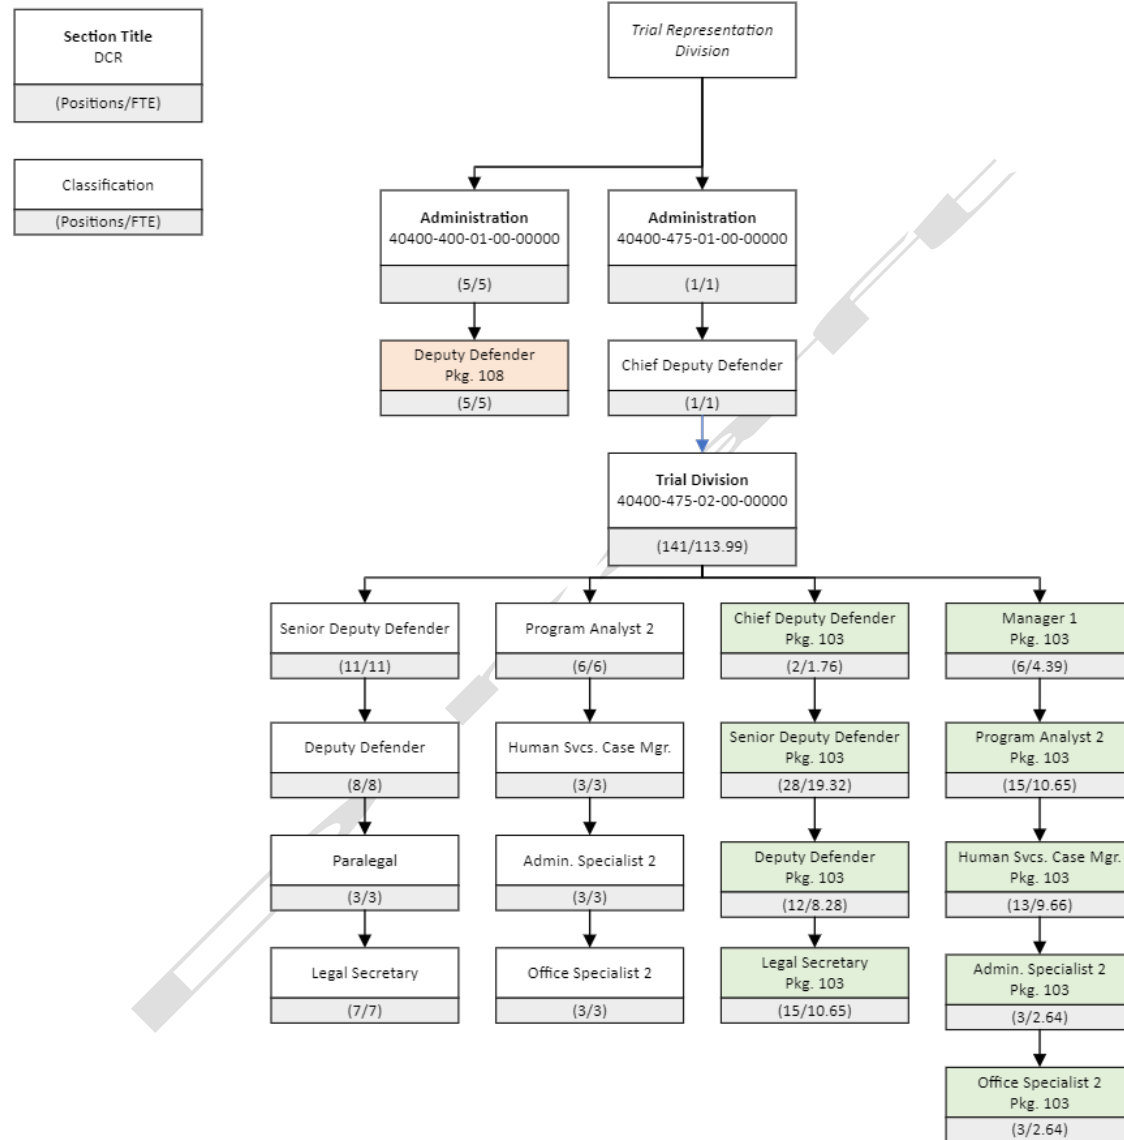 Section Title
DCR
(Positions/FTE)
Classification
(Positions/FTE)
Trial Representation
Division
Administration
40400-400-01-00-00000
(5/5)
Administration
40400-475-01-00-00000
(1/1)
Deputy Defender
Pkg. 108
(5/5)
Chief Deputy Defender
(1/1)
Trial Division
40400-475-02-00-00000
(141/113.99)
Senior Deputy Defender
(11/11)
Deputy Defender
(8/8)
Paralegal
(3/3)
Legal Secretary
(7/7)
Program Analyst 2
(6/6)
Human Svcs. Case Mgr.
(3/3)
Admin. Specialist 2
(3/3)
Office Specialist 2
(3/3)
Chief Deputy Defender
Pkg. 103
(2/1.76)
Senior Deputy Defender
Pkg. 103
(28/19.32)
Deputy Defender
Pkg. 103
(12/8.28)
Legal Secretary
Pkg. 103
(15/10.65)
Manager 1
Pkg. 103
(6/4.39)
Program Analyst 2
Pkg. 103
(15/10.65)
Human Svcs. Case Mgr.
Pkg. 103
(13/9.66)
Admin. Specialist 2
Pkg. 103
(3/2.64)
Office Specialist 2
Pkg. 103
(3/2.64)